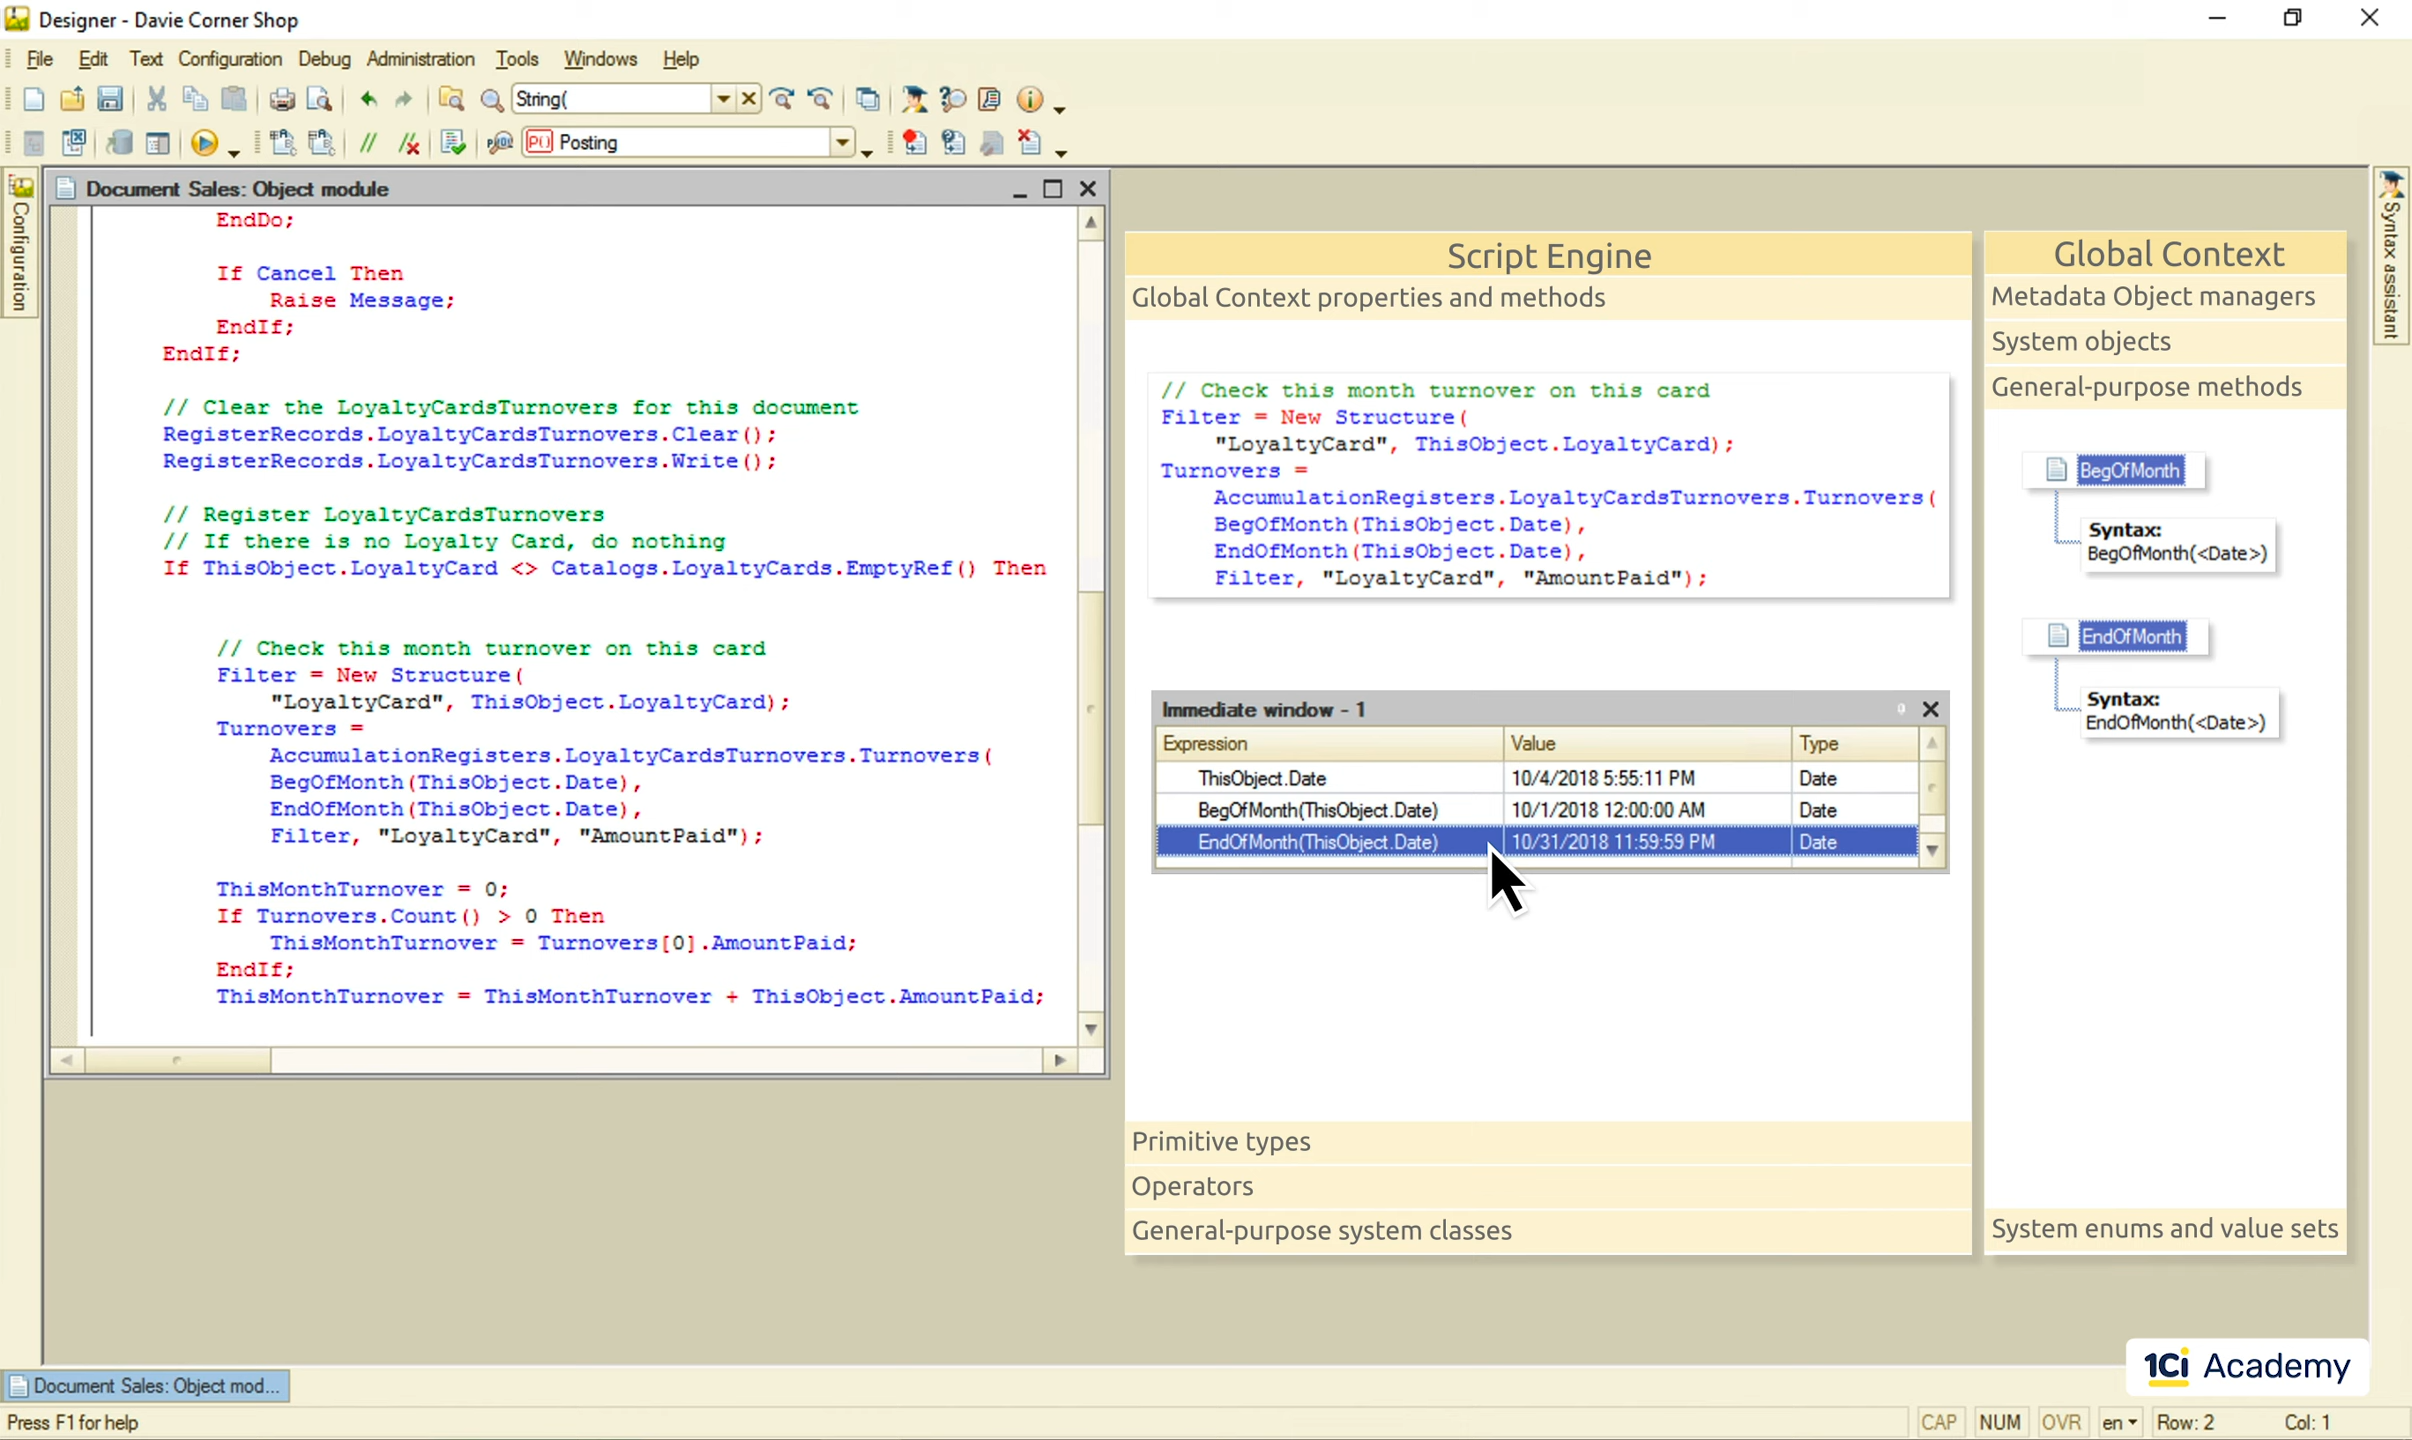 Designer - Davie Corner Shop
File Edit Text Configuration Debug Administration Tools Windows Help
String(
P() Posting
Configuration
Document Sales: Object module
EndDo;
If Cancel Then
Raise Message;
EndIf;
EndIf;
// Clear the LoyaltyCardsTurnovers for this document
RegisterRecords.LoyaltyCardsTurnovers.Clear();
RegisterRecords.LoyaltyCardsTurnovers.Write();
// Register LoyaltyCardsTurnovers
// If there is no Loyalty Card, do nothing
If ThisObject.LoyaltyCard <> Catalogs.LoyaltyCards.EmptyRef() Then
// Check this month turnover on this card
Filter = New Structure(
"LoyaltyCard", ThisObject.LoyaltyCard);
Turnovers =
AccumulationRegisters.LoyaltyCardsTurnovers.Turnovers(
BegOfMonth(ThisObject.Date),
EndOfMonth(ThisObject.Date),
Filter, "LoyaltyCard", "AmountPaid");
ThisMonthTurnover = 0;
If Turnovers.Count() > 0 Then
ThisMonthTurnover = Turnovers[0].AmountPaid;
EndIf;
ThisMonthTurnover = ThisMonthTurnover + ThisObject.AmountPaid;
Script Engine
Global Context properties and methods
// Check this month turnover on this card
Filter = New Structure(
"LoyaltyCard", ThisObject.LoyaltyCard);
Turnovers =
AccumulationRegisters.LoyaltyCardsTurnovers.Turnovers(
BegOfMonth(ThisObject.Date),
EndOfMonth(ThisObject.Date),
Filter, "LoyaltyCard", "AmountPaid");
Immediate window - 1
Expression Value Type
ThisObject.Date 10/4/2018 5:55:11 PM Date
BegOfMonth(ThisObject.Date) 10/1/2018 12:00:00 AM Date
EndOfMonth(ThisObject.Date) 10/31/2018 11:59:59 PM Date
Primitive types
Operators
General-purpose system classes
Global Context
Metadata Object managers
System objects
General-purpose methods
BegOfMonth
Syntax:
BegOfMonth(<Date>)
EndOfMonth
Syntax:
EndOfMonth(<Date>)
System enums and value sets
Syntax assistant
1Ci Academy
Document Sales: Object mod...
Press F1 for help
CAP NUM OVR en Row: 2 Col: 1